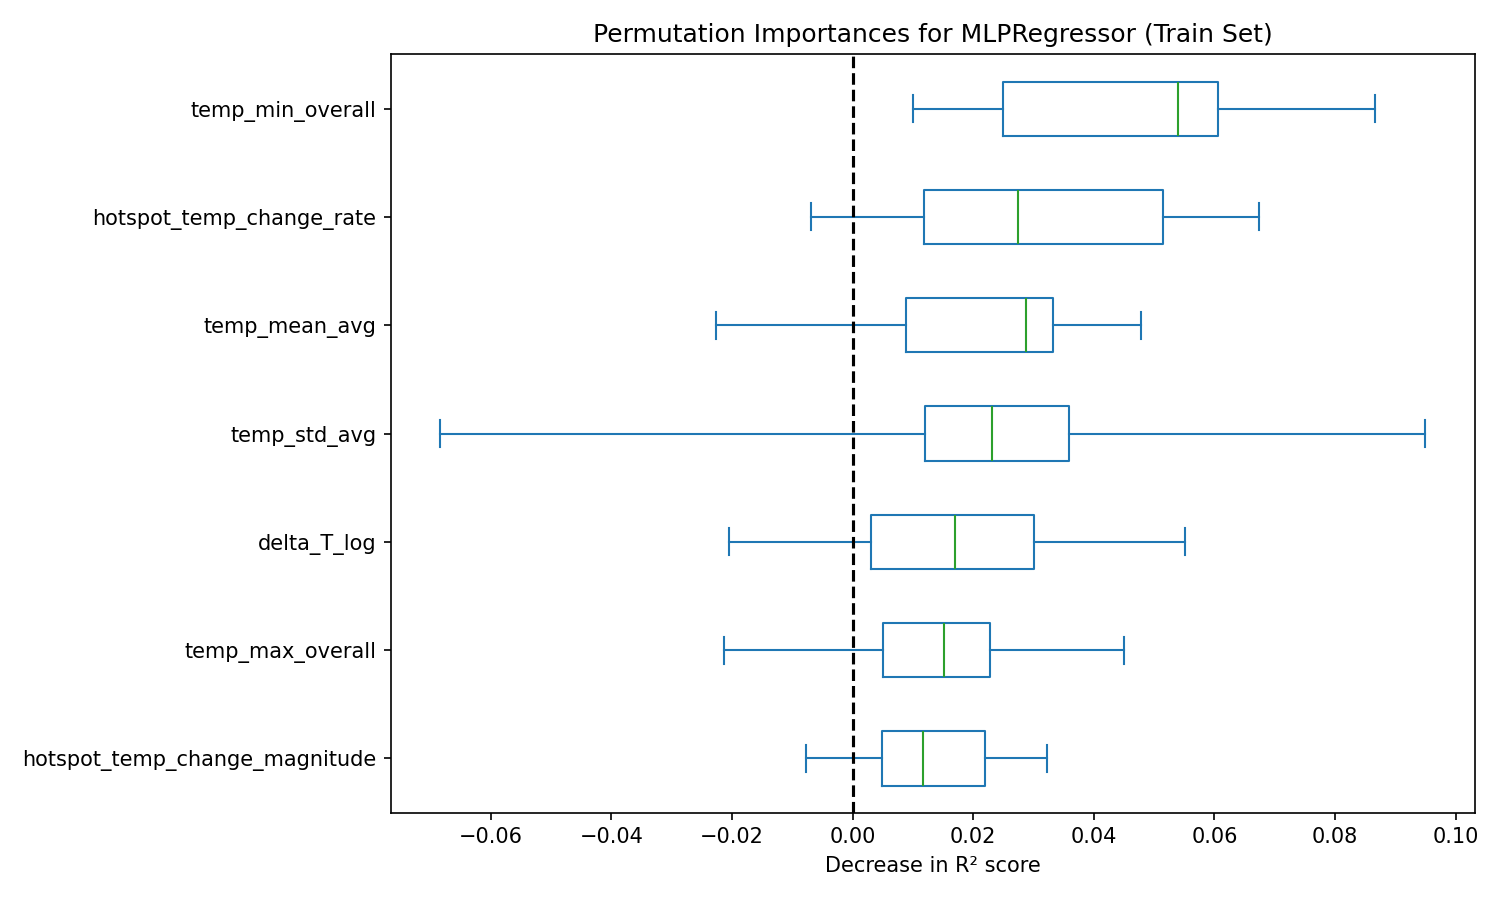 Permutation Importances for MLPRegressor (Train Set)
temp_min_overall
hotspot_temp_change_rate
temp_mean_avg
temp_std_avg
delta_T_log
temp_max_overall
hotspot_temp_change_magnitude
−0.06 −0.04 −0.02 0.00 0.02 0.04 0.06 0.08 0.10
Decrease in R² score